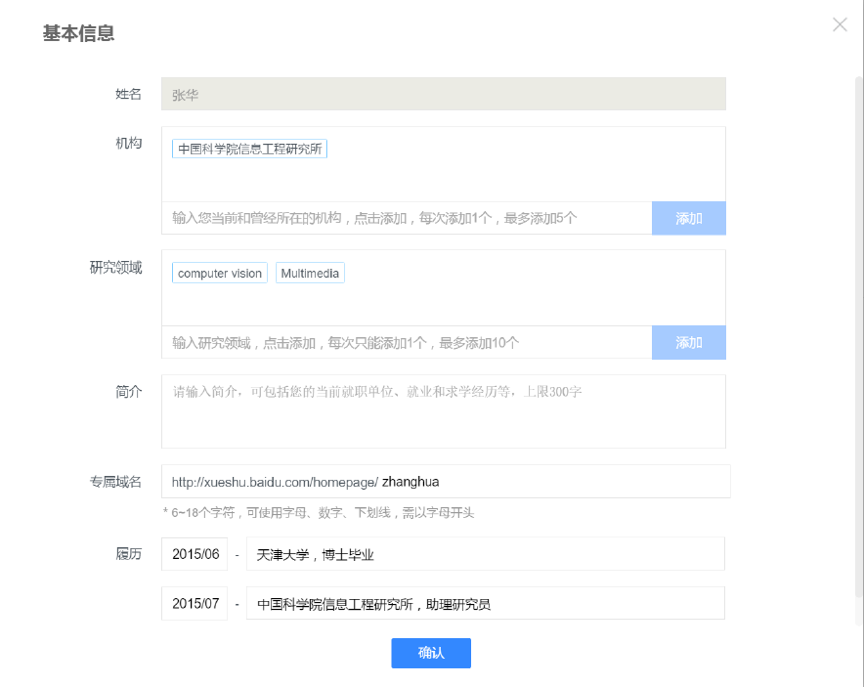 基本信息
姓名 张华
机构 中国科学院信息工程研究所
输入您当前和曾经所在的机构，点击添加，每次添加1个，最多添加5个 添加
研究领域 computer vision Multimedia
输入研究领域，点击添加，每次只能添加1个，最多添加10个 添加
简介 请输入简介，可包括您的当前就职单位、就业和求学经历等，上限300字
专属域名 http://xueshu.baidu.com/homepage/ zhanghua
* 6~18个字符，可使用字母、数字、下划线，需以字母开头
履历 2015/06 - 天津大学，博士毕业
2015/07 - 中国科学院信息工程研究所，助理研究员
确认